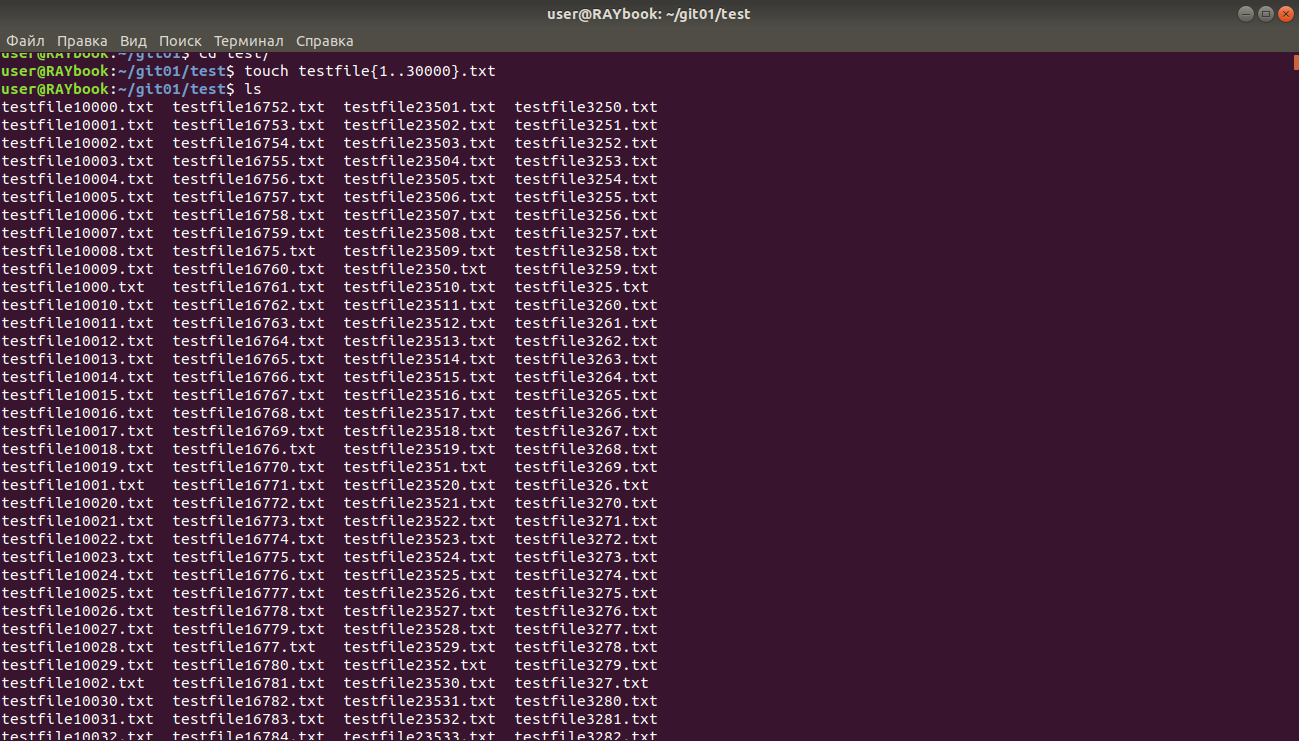 user@RAYbook: ~/git01/test
Файл Правка Вид Поиск Терминал Справка
user@RAYbook:~/git01$ cd test/
user@RAYbook:~/git01/test$ touch testfile{1..30000}.txt
user@RAYbook:~/git01/test$ ls
testfile10000.txt testfile16752.txt testfile23501.txt testfile3250.txt
testfile10001.txt testfile16753.txt testfile23502.txt testfile3251.txt
testfile10002.txt testfile16754.txt testfile23503.txt testfile3252.txt
testfile10003.txt testfile16755.txt testfile23504.txt testfile3253.txt
testfile10004.txt testfile16756.txt testfile23505.txt testfile3254.txt
testfile10005.txt testfile16757.txt testfile23506.txt testfile3255.txt
testfile10006.txt testfile16758.txt testfile23507.txt testfile3256.txt
testfile10007.txt testfile16759.txt testfile23508.txt testfile3257.txt
testfile10008.txt testfile1675.txt testfile23509.txt testfile3258.txt
testfile10009.txt testfile16760.txt testfile2350.txt testfile3259.txt
testfile1000.txt testfile16761.txt testfile23510.txt testfile325.txt
testfile10010.txt testfile16762.txt testfile23511.txt testfile3260.txt
testfile10011.txt testfile16763.txt testfile23512.txt testfile3261.txt
testfile10012.txt testfile16764.txt testfile23513.txt testfile3262.txt
testfile10013.txt testfile16765.txt testfile23514.txt testfile3263.txt
testfile10014.txt testfile16766.txt testfile23515.txt testfile3264.txt
testfile10015.txt testfile16767.txt testfile23516.txt testfile3265.txt
testfile10016.txt testfile16768.txt testfile23517.txt testfile3266.txt
testfile10017.txt testfile16769.txt testfile23518.txt testfile3267.txt
testfile10018.txt testfile1676.txt testfile23519.txt testfile3268.txt
testfile10019.txt testfile16770.txt testfile2351.txt testfile3269.txt
testfile1001.txt testfile16771.txt testfile23520.txt testfile326.txt
testfile10020.txt testfile16772.txt testfile23521.txt testfile3270.txt
testfile10021.txt testfile16773.txt testfile23522.txt testfile3271.txt
testfile10022.txt testfile16774.txt testfile23523.txt testfile3272.txt
testfile10023.txt testfile16775.txt testfile23524.txt testfile3273.txt
testfile10024.txt testfile16776.txt testfile23525.txt testfile3274.txt
testfile10025.txt testfile16777.txt testfile23526.txt testfile3275.txt
testfile10026.txt testfile16778.txt testfile23527.txt testfile3276.txt
testfile10027.txt testfile16779.txt testfile23528.txt testfile3277.txt
testfile10028.txt testfile1677.txt testfile23529.txt testfile3278.txt
testfile10029.txt testfile16780.txt testfile2352.txt testfile3279.txt
testfile1002.txt testfile16781.txt testfile23530.txt testfile327.txt
testfile10030.txt testfile16782.txt testfile23531.txt testfile3280.txt
testfile10031.txt testfile16783.txt testfile23532.txt testfile3281.txt
testfile10032.txt testfile16784.txt testfile23533.txt testfile3282.txt